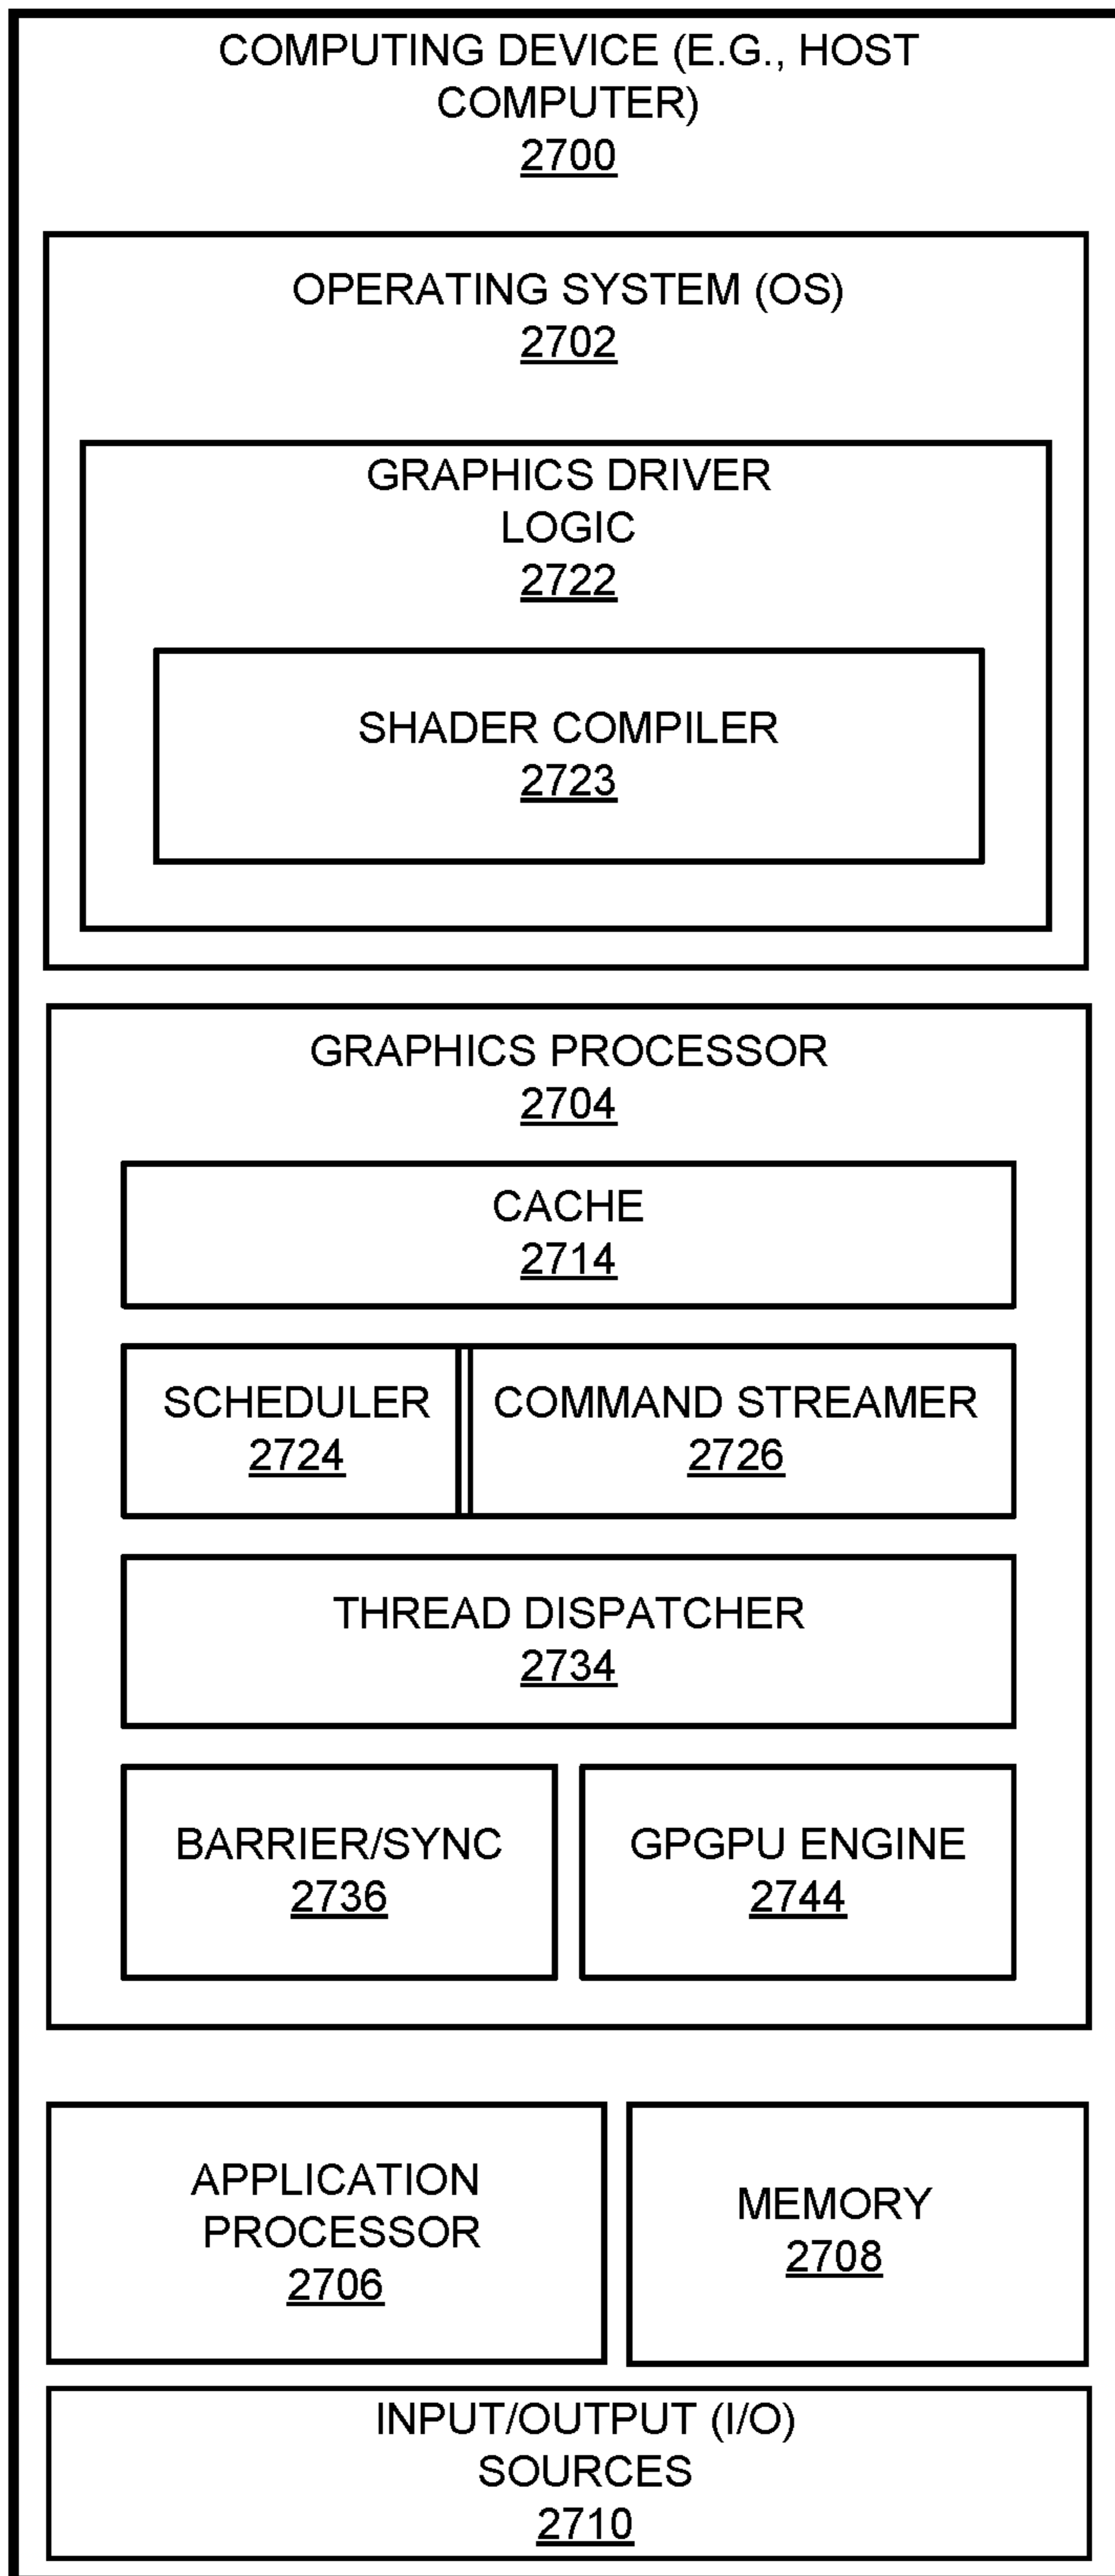 COMPUTING DEVICE (E.G., HOST
COMPUTER)
2700
OPERATING SYSTEM (OS)
2702
GRAPHICS DRIVER
LOGIC
2722
SHADER COMPILER
2723
GRAPHICS PROCESSOR
2704
CACHE
2714
SCHEDULER
2724
COMMAND STREAMER
2726
THREAD DISPATCHER
2734
BARRIER/SYNC
2736
GPGPU ENGINE
2744
APPLICATION
PROCESSOR
2706
MEMORY
2708
INPUT/OUTPUT (I/O)
SOURCES
2710